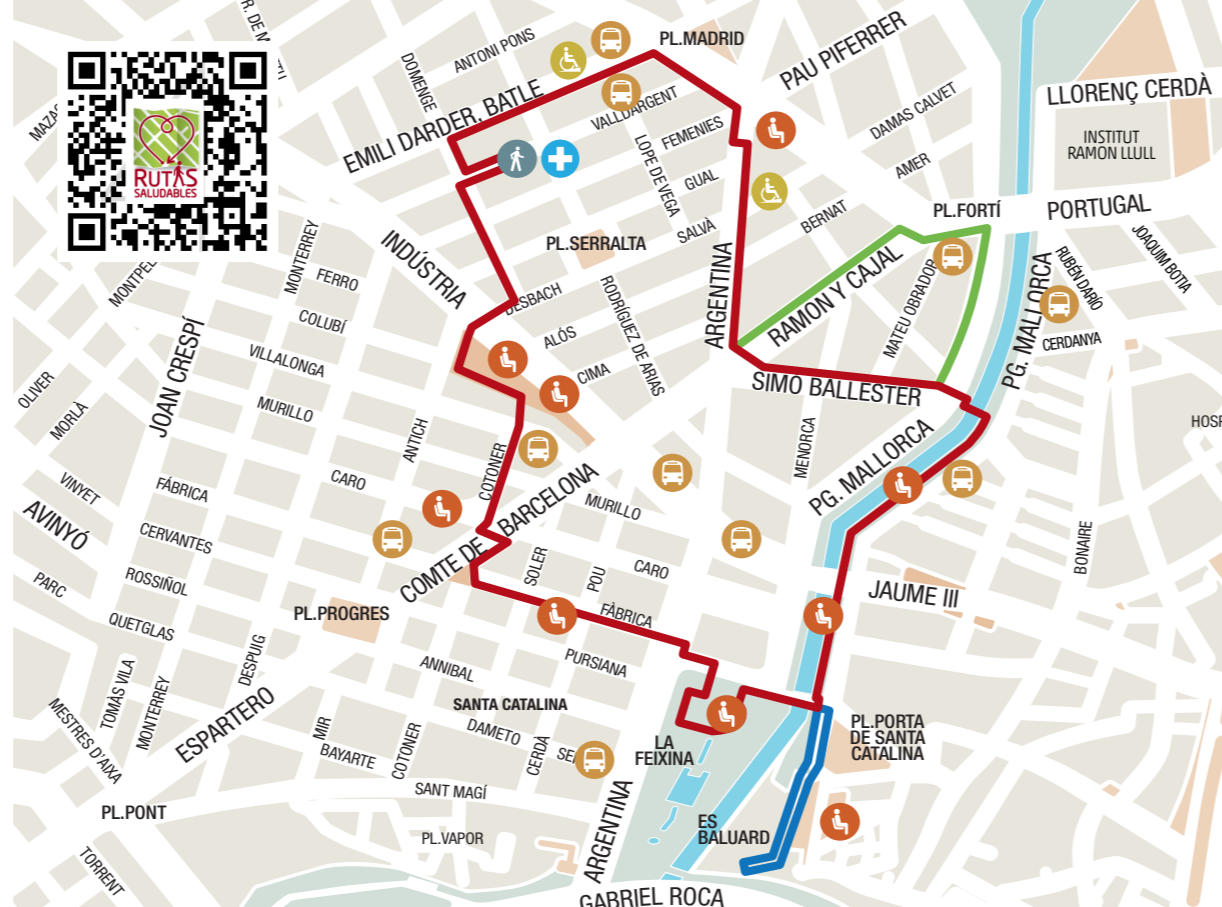 PL.MADRID
ANTONI PONS
DOMENGE
PAU PIFERRER
EMILI DARDER, BATLE
LLORENÇ CERDÀ
VALLDARGENT
FEMENIES
DAMAS CALVET
INSTITUT
RAMON LLULL
LOPE DE VEGA
GUAL
AMER
RUTAS
SALUDABLES
SALVÀ
BERNAT
PL.FORTÍ
PORTUGAL
PL.SERRALTA
JOAQUIM BOTIA
INDÚSTRIA
MONTERREY
FERRO
ARGENTINA
RAMON Y CAJAL
MATEU OBRADOR
PG. MALLORCA
RUBÉN DARÍO
DESBACH
RODRÍGUEZ DE ARIAS
COLUBÍ
ALÓS
CERDANYA
VILLALONGA
CIMA
SIMO BALLESTER
OLIVER
JOAN CRESPÍ
MURILLO
MORLÀ
ANTICH
COTONER
MENORCA
PG. MALLORCA
VINYET
FÁBRICA
CARO
COMTE DE BARCELONA
MURILLO
AVINYÓ
CERVANTES
BONAIRE
PARC
ROSSIÑOL
SOLER
POU
CARO
JAUME III
PL.PROGRES
FÀBRICA
QUETGLAS
DESPUIG
ANNIBAL
PURSIANA
TOMÀS VILA
MONTERREY
SANTA CATALINA
MESTRES D'AIXA
ESPARTERO
MIR
DAMETO
PL.PORTA
DE SANTA
CATALINA
BAYARTE
COTONER
CERDÀ
LA
FEIXINA
SANT MAGÍ
PL.PONT
ARGENTINA
ES
BALUARD
PL.VAPOR
TORRENT
GABRIEL ROCA